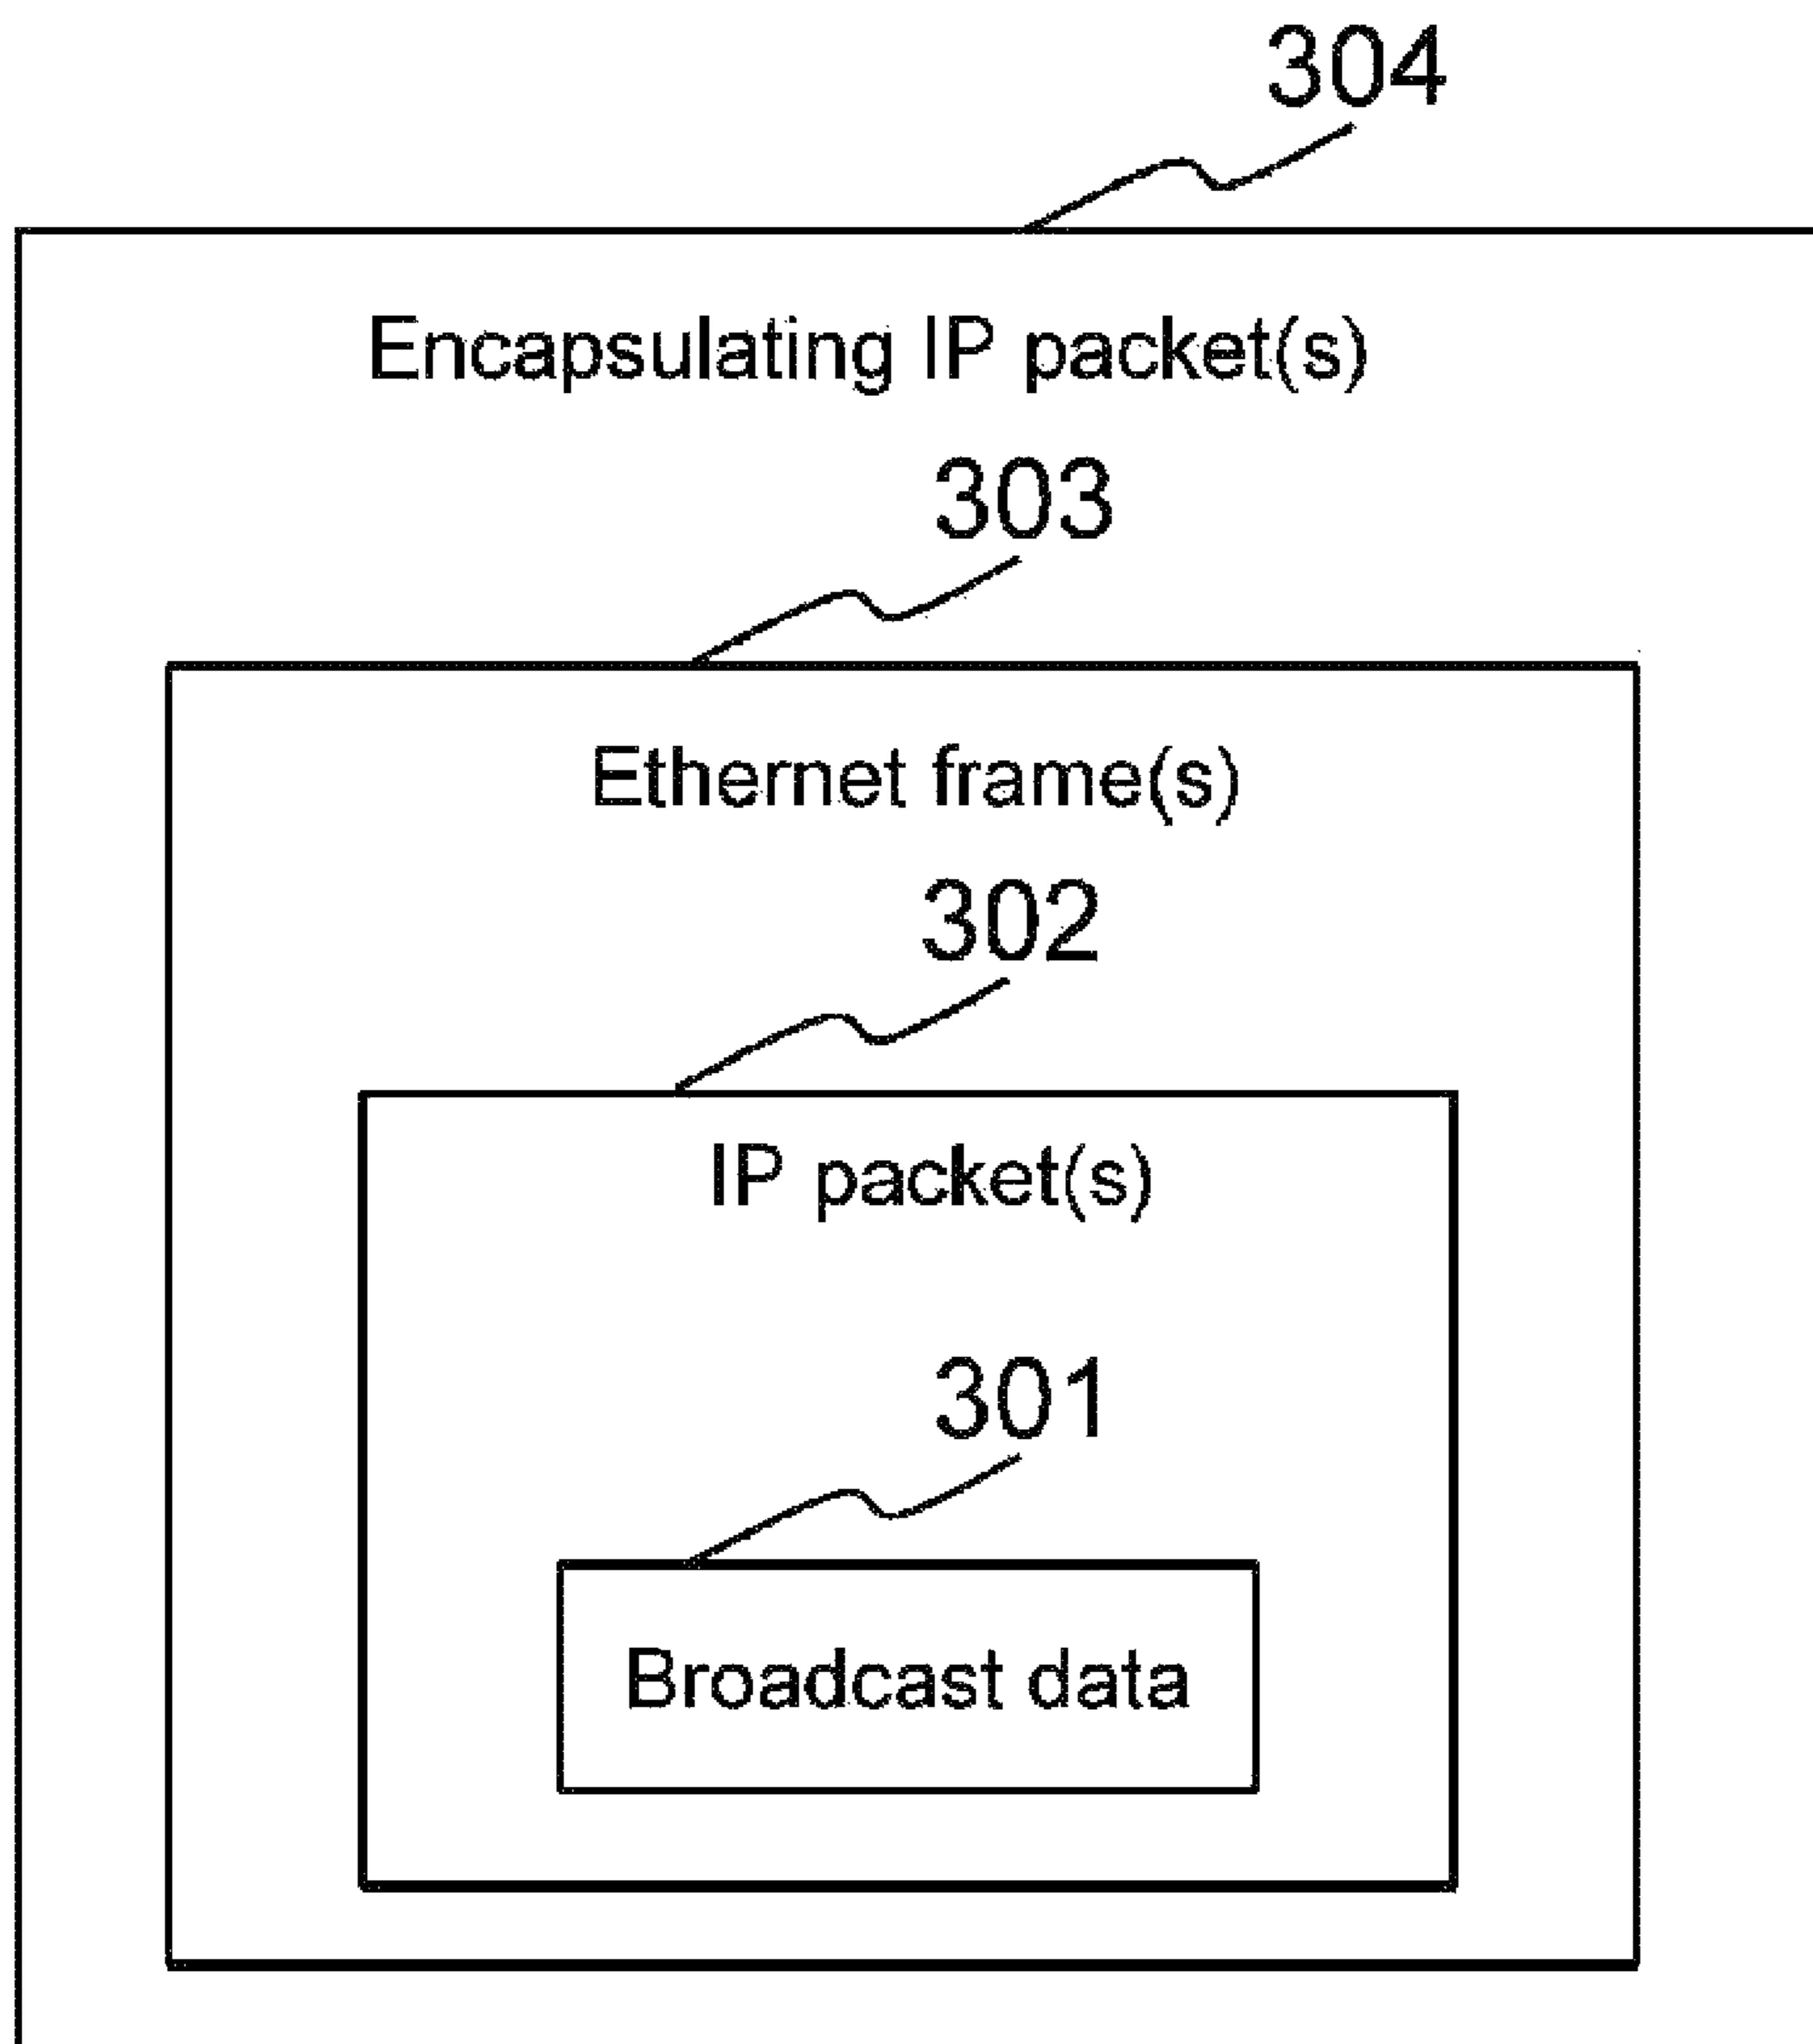 304
Encapsulating IP packet(s)
303
Ethernet frame(s)
302
IP packet(s)
301
Broadcast data